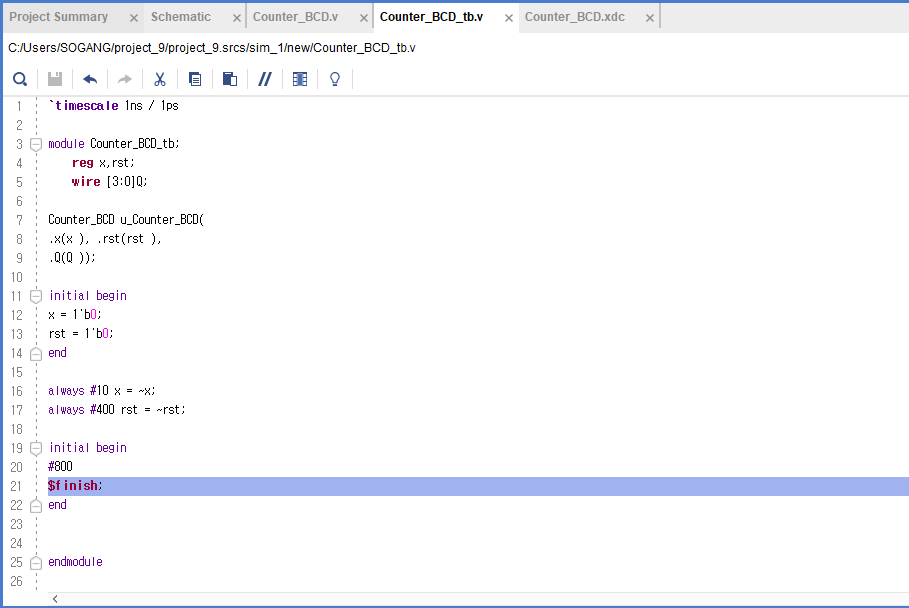 Project Summary × Schematic × Counter_BCD.v × Counter_BCD_tb.v × Counter_BCD.xdc ×
C:/Users/SOGANG/project_9/project_9.srcs/sim_1/new/Counter_BCD_tb.v
1 `timescale 1ns / 1ps
2
3 module Counter_BCD_tb;
4 reg x,rst;
5 wire [3:0]Q;
6
7 Counter_BCD u_Counter_BCD(
8 .x(x ), .rst(rst ),
9 .Q(Q ));
10
11 initial begin
12 x = 1'b0;
13 rst = 1'b0;
14 end
15
16 always #10 x = ~x;
17 always #400 rst = ~rst;
18
19 initial begin
20 #800
21 $finish;
22 end
23
24
25 endmodule
26